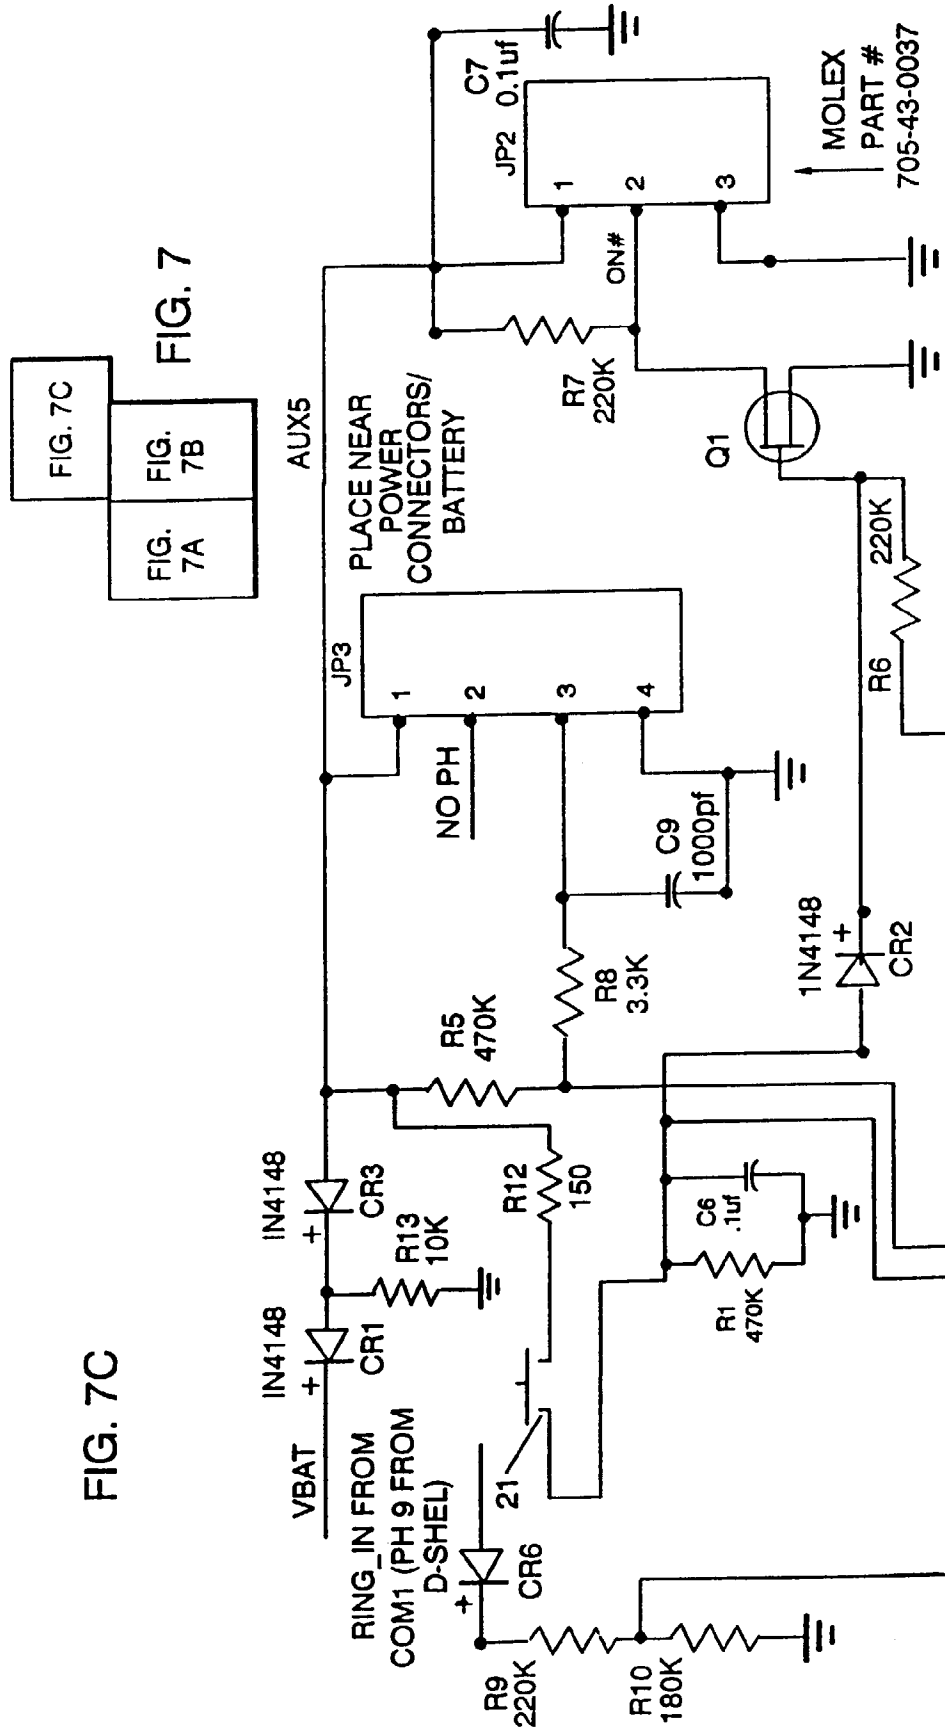 FIG. 7C
FIG. 7C
FIG.
7A
FIG.
7B
FIG. 7
VBAT
IN4148
+
CR1
IN4148
+
CR3
R13
10K
AUX5
RING_IN FROM
COM1 (PH 9 FROM
D-SHEL)
+
CR6
R9
220K
R10
180K
21
R12
150
R5
470K
R8
3.3K
C9
1000pf
NO PH
JP3
1
2
3
4
PLACE NEAR
POWER
CONNECTORS/
BATTERY
R7
220K
ON#
JP2
1
2
3
C7
0.1uf
MOLEX
PART #
705-43-0037
Q1
R6
220K
1N4148
+
CR2
R1
470K
C6
.1uf